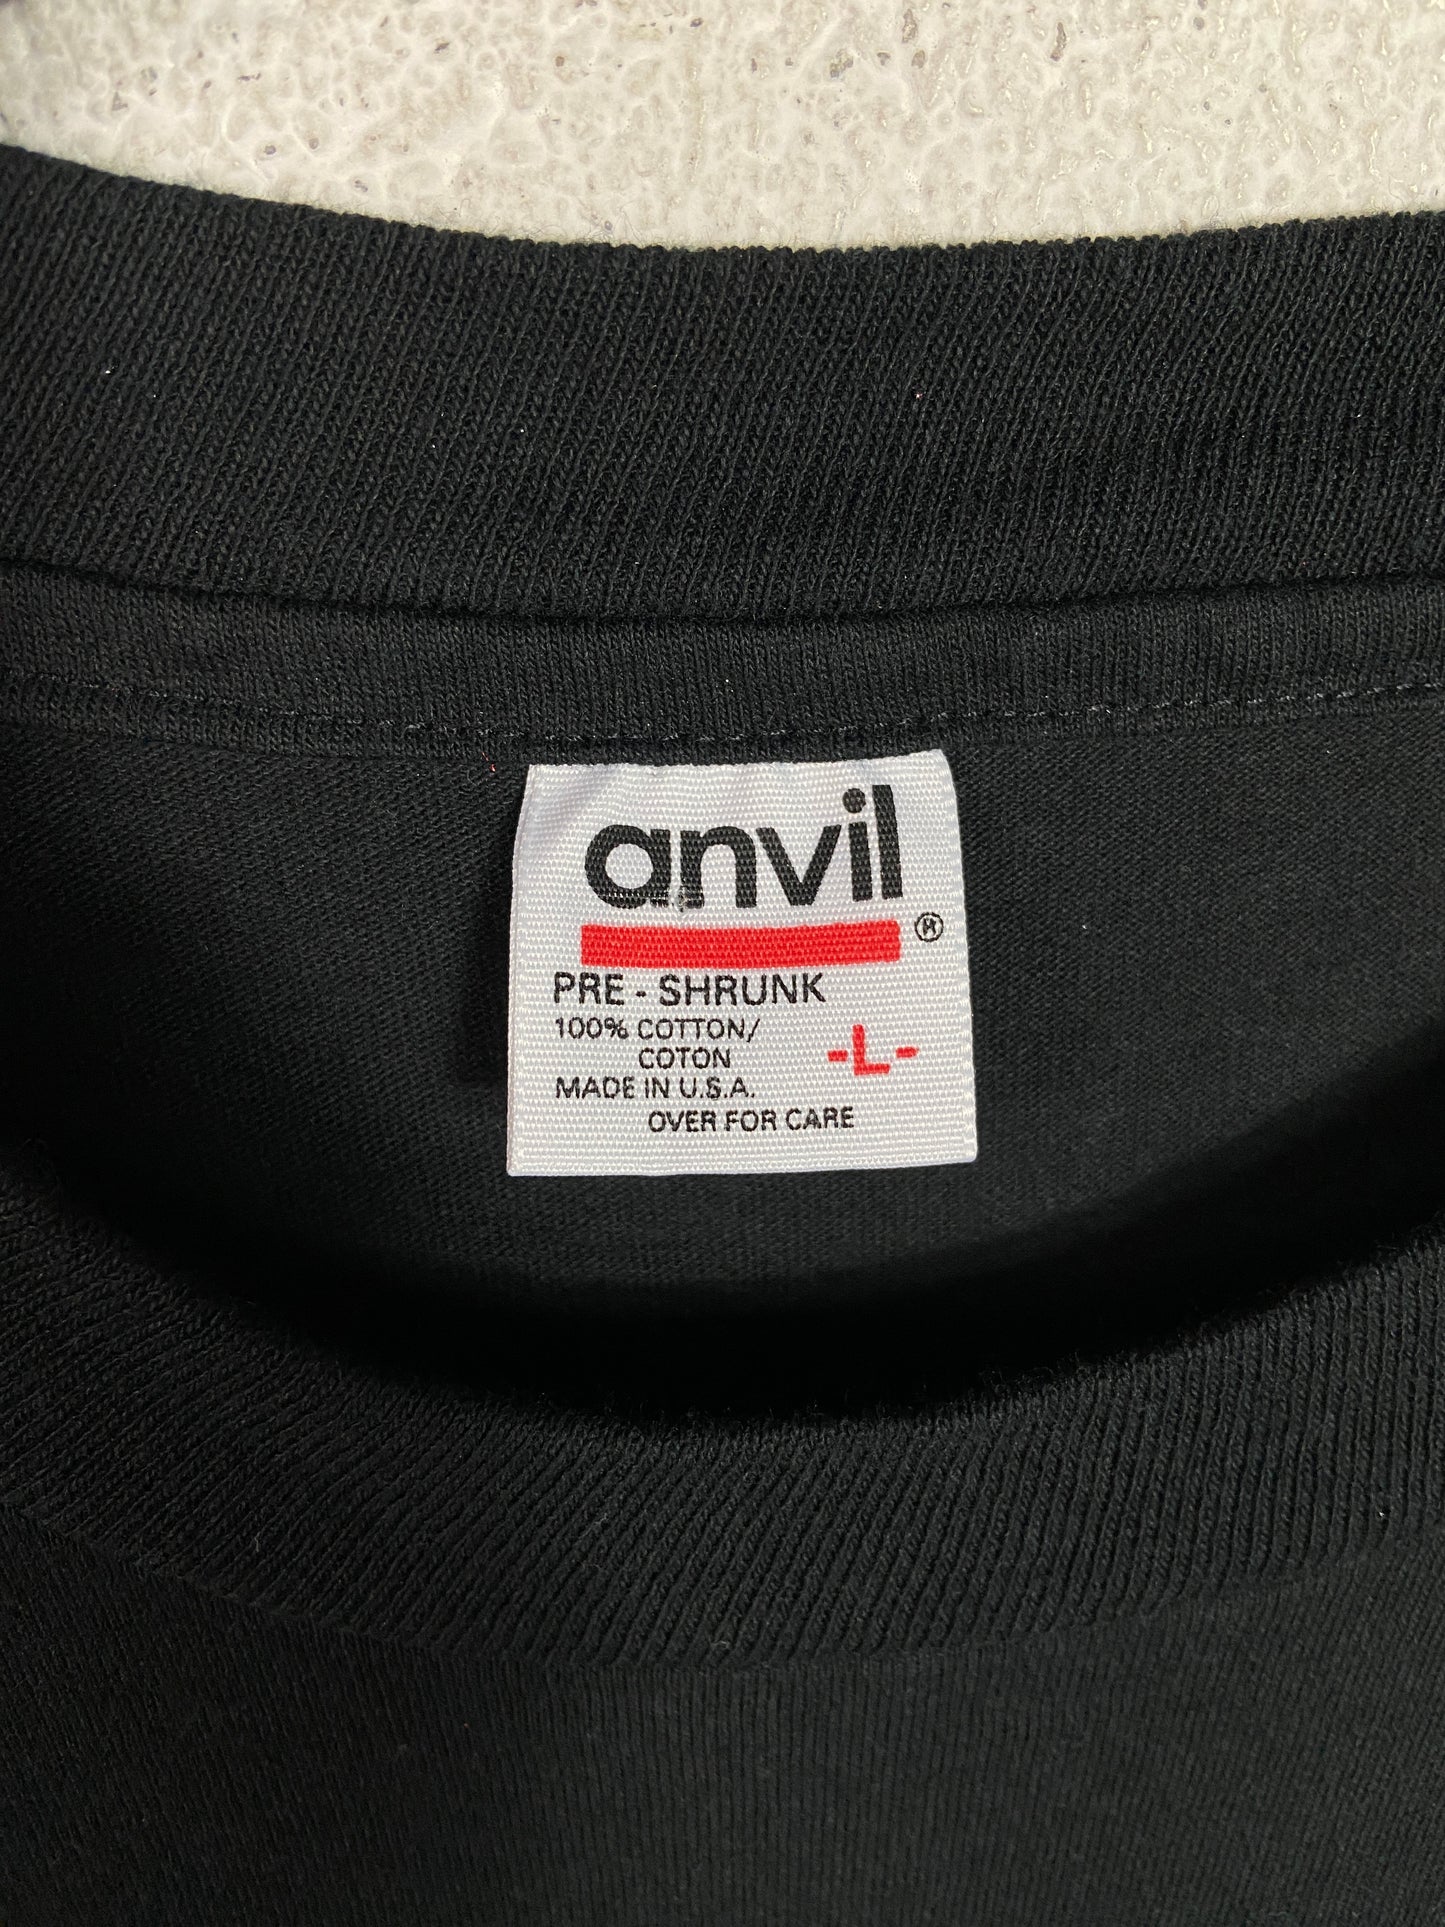 anvil
®
PRE - SHRUNK
100% COTTON/
COTON
-L-
MADE IN U.S.A.
OVER FOR CARE